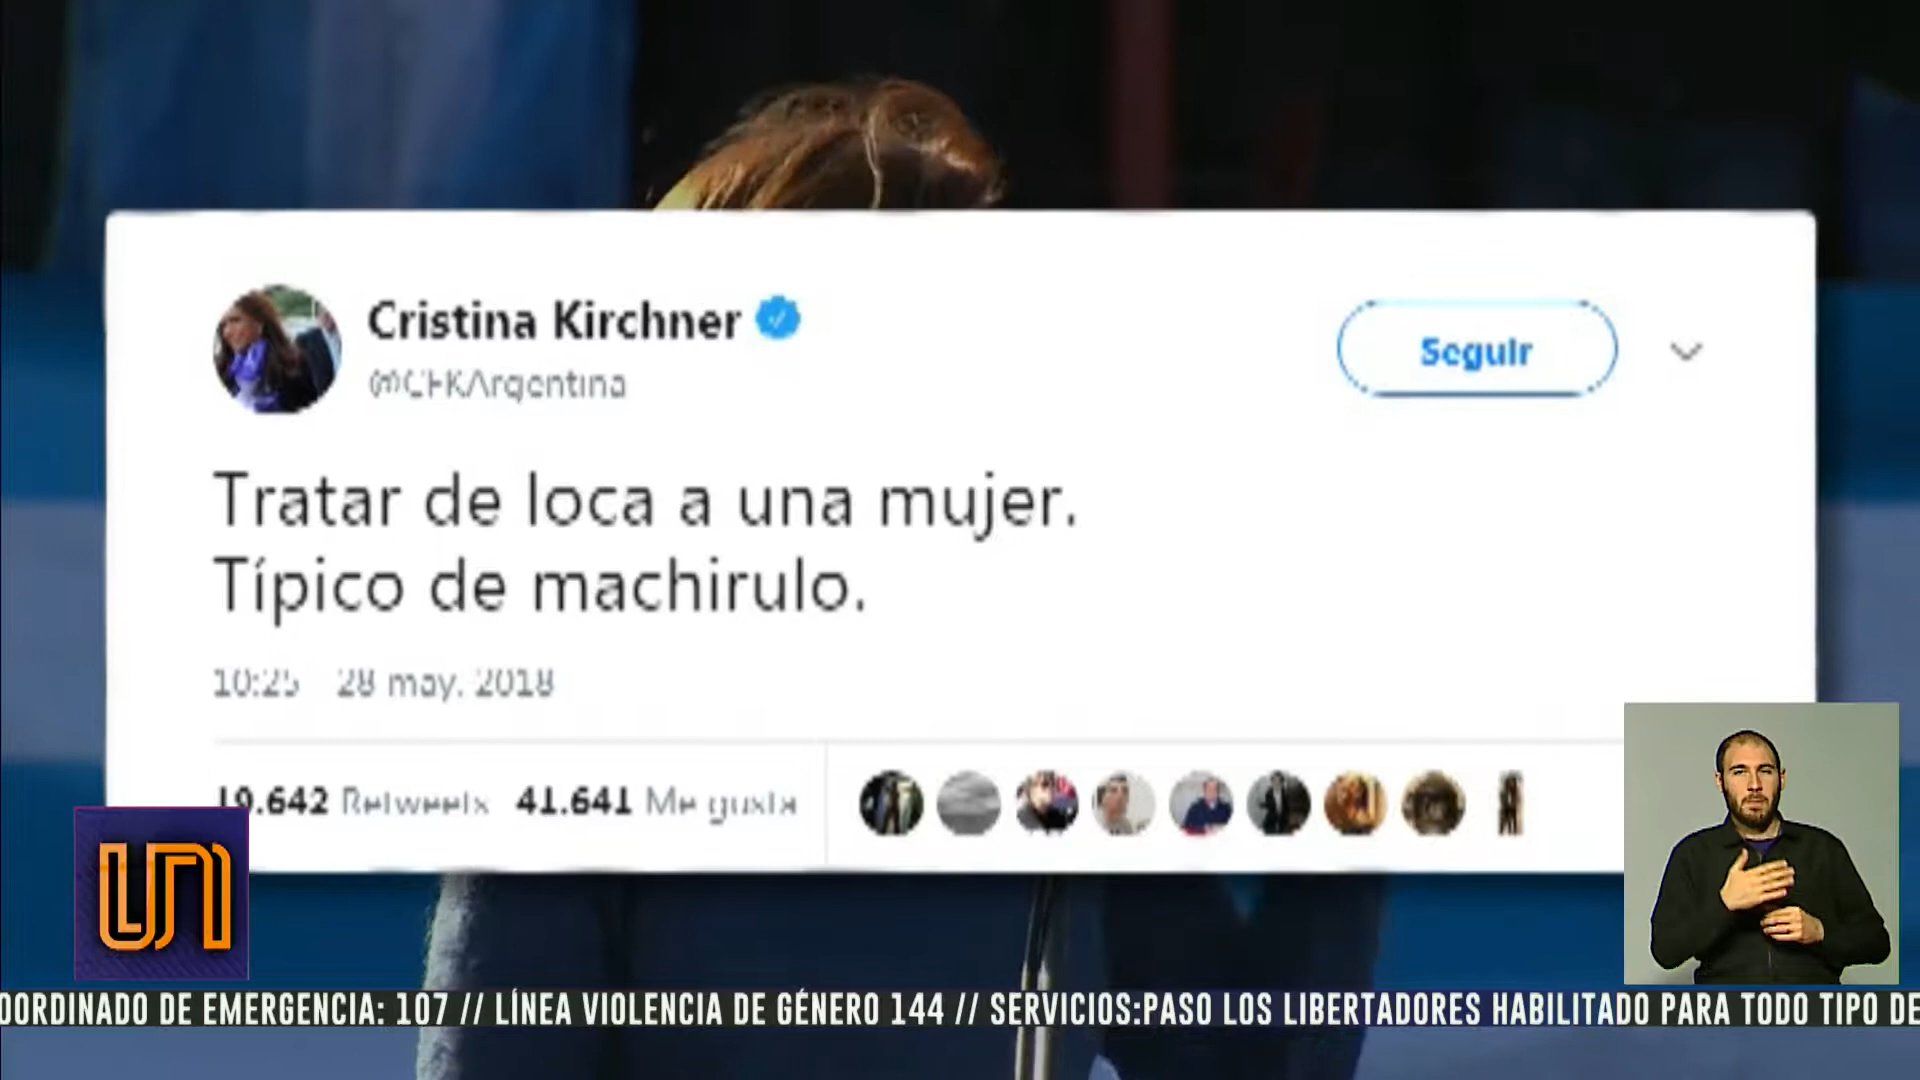 Cristina Kirchner
@CFKArgentina
Seguir
Tratar de loca a una mujer.
Típico de machirulo.
10:25 28 may. 2018
19.642 Retweets 41.641 Me gusta
UN
OORDINADO DE EMERGENCIA: 107 // LÍNEA VIOLENCIA DE GÉNERO 144 // SERVICIOS:PASO LOS LIBERTADORES HABILITADO PARA TODO TIPO DE